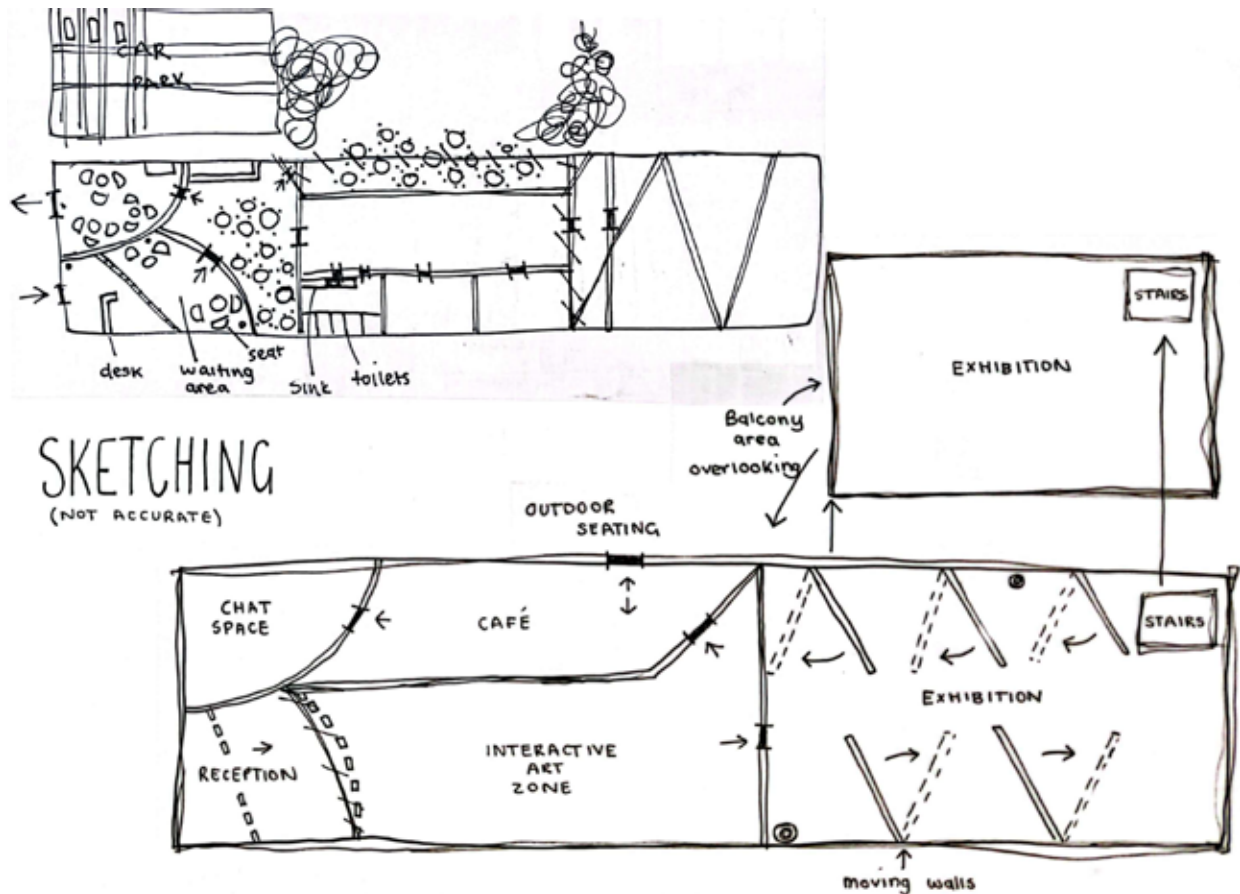 CAR
PARK
desk
waiting
area
seat
Sink
toilets
STAIRS
EXHIBITION
Balcony
area
overlooking
SKETCHING
(NOT ACCURATE)
OUTDOOR
SEATING
CHAT
SPACE
CAFÉ
STAIRS
EXHIBITION
RECEPTION
INTERACTIVE
ART
ZONE
moving walls